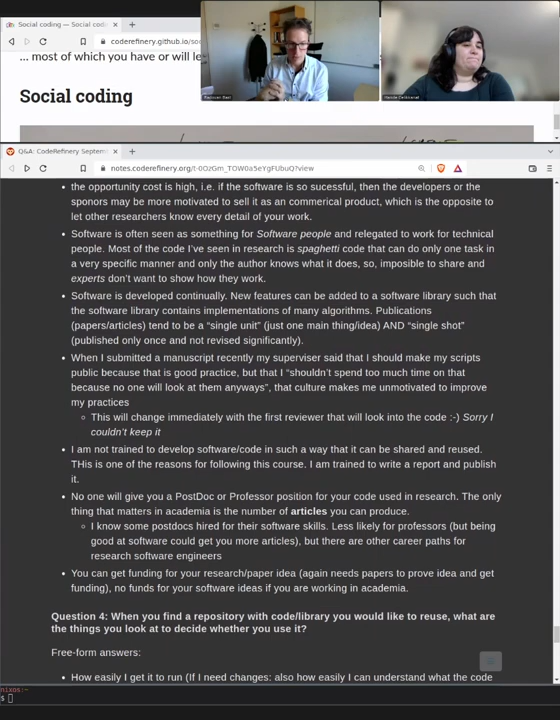 Social coding — Social codi
coderefinery.github.io/so
... most of which you have or will le
Social coding
Radovan Bast
Q&A: CodeRefinery Septem
notes.coderefinery.org/t-0OzGm_TOW0a5eYgFUbuQ?view
the opportunity cost is high, i.e. if the software is so sucessful, then the developers or the
sponors may be more motivated to sell it as an commerical product, which is the opposite to
let other researchers know every detail of your work.
Software is often seen as something for Software people and relegated to work for technical
people. Most of the code I've seen in research is spaghetti code that can do only one task in
a very specific manner and only the author knows what it does, so, imposible to share and
experts don't want to show how they work.
Software is developed continually. New features can be added to a software library such that
the software library contains implementations of many algorithms. Publications
(papers/articles) tend to be a "single unit" (just one main thing/idea) AND "single shot"
(published only once and not revised significantly).
When I submitted a manuscript recently my superviser said that I should make my scripts
public because that is good practice, but that I "shouldn't spend too much time on that
because no one will look at them anyways", that culture makes me unmotivated to improve
my practices
This will change immediately with the first reviewer that will look into the code :-) Sorry I
couldn't keep it
I am not trained to develop software/code in such a way that it can be shared and reused.
THis is one of the reasons for following this course. I am trained to write a report and publish
it.
No one will give you a PostDoc or Professor position for your code used in research. The only
thing that matters in academia is the number of articles you can produce.
I know some postdocs hired for their software skills. Less likely for professors (but being
good at software could get you more articles), but there are other career paths for
research software engineers
You can get funding for your research/paper idea (again needs papers to prove idea and get
funding), no funds for your software ideas if you are working in academia.
Question 4: When you find a repository with code/library you would like to reuse, what are
the things you look at to decide whether you use it?
Free-form answers:
How easily I get it to run (If I need changes: also how easily I can understand what the code
nixos:~
$